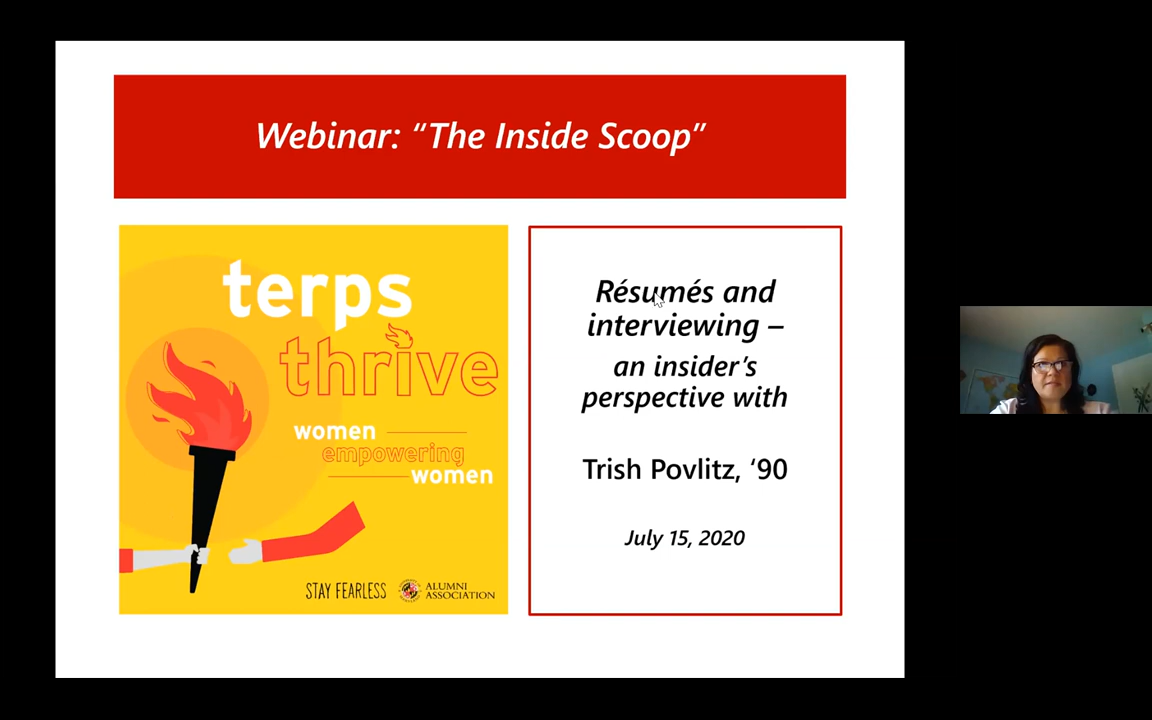 Webinar: “The Inside Scoop”
terps
thrive
women
empowering
women
STAY FEARLESS
ALUMNI
ASSOCIATION
Résumés and
interviewing –
an insider’s
perspective with
Trish Povlitz, ‘90
July 15, 2020